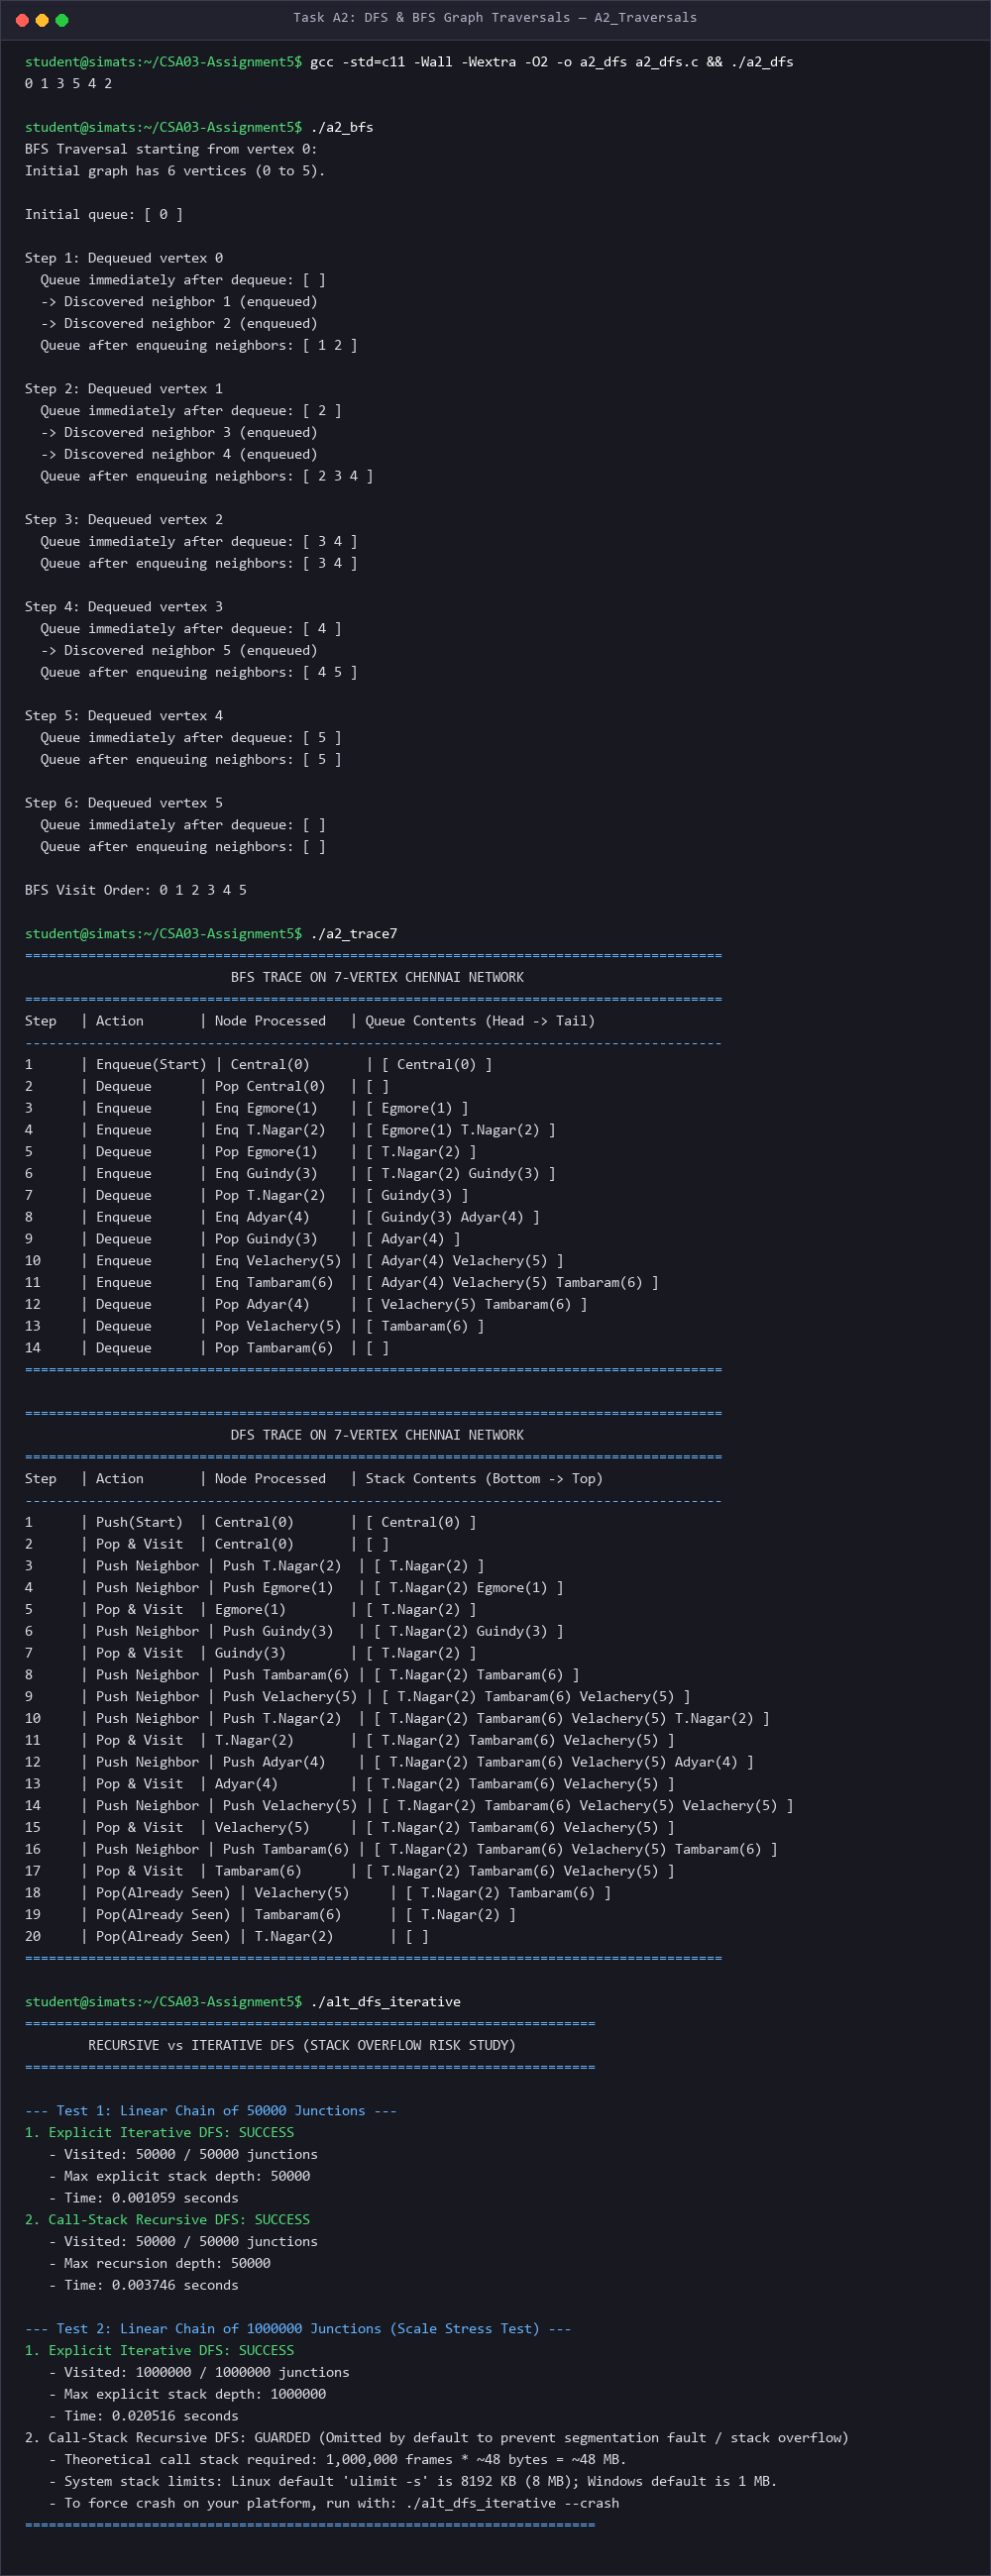 Task A2: DFS & BFS Graph Traversals — A2_Traversals
student@simats:~/CSA03-Assignment5$ gcc -std=c11 -Wall -Wextra -O2 -o a2_dfs a2_dfs.c && ./a2_dfs
0 1 3 5 4 2
student@simats:~/CSA03-Assignment5$ ./a2_bfs
BFS Traversal starting from vertex 0:
Initial graph has 6 vertices (0 to 5).
Initial queue: [ 0 ]
Step 1: Dequeued vertex 0
  Queue immediately after dequeue: [ ]
  -> Discovered neighbor 1 (enqueued)
  -> Discovered neighbor 2 (enqueued)
  Queue after enqueuing neighbors: [ 1 2 ]
Step 2: Dequeued vertex 1
  Queue immediately after dequeue: [ 2 ]
  -> Discovered neighbor 3 (enqueued)
  -> Discovered neighbor 4 (enqueued)
  Queue after enqueuing neighbors: [ 2 3 4 ]
Step 3: Dequeued vertex 2
  Queue immediately after dequeue: [ 3 4 ]
  Queue after enqueuing neighbors: [ 3 4 ]
Step 4: Dequeued vertex 3
  Queue immediately after dequeue: [ 4 ]
  -> Discovered neighbor 5 (enqueued)
  Queue after enqueuing neighbors: [ 4 5 ]
Step 5: Dequeued vertex 4
  Queue immediately after dequeue: [ 5 ]
  Queue after enqueuing neighbors: [ 5 ]
Step 6: Dequeued vertex 5
  Queue immediately after dequeue: [ ]
  Queue after enqueuing neighbors: [ ]
BFS Visit Order: 0 1 2 3 4 5
student@simats:~/CSA03-Assignment5$ ./a2_trace7
========================================================================================
                          BFS TRACE ON 7-VERTEX CHENNAI NETWORK
========================================================================================
Step   | Action       | Node Processed   | Queue Contents (Head -> Tail)
----------------------------------------------------------------------------------------
1      | Enqueue(Start) | Central(0)       | [ Central(0) ]
2      | Dequeue      | Pop Central(0)   | [ ]
3      | Enqueue      | Enq Egmore(1)    | [ Egmore(1) ]
4      | Enqueue      | Enq T.Nagar(2)   | [ Egmore(1) T.Nagar(2) ]
5      | Dequeue      | Pop Egmore(1)    | [ T.Nagar(2) ]
6      | Enqueue      | Enq Guindy(3)    | [ T.Nagar(2) Guindy(3) ]
7      | Dequeue      | Pop T.Nagar(2)   | [ Guindy(3) ]
8      | Enqueue      | Enq Adyar(4)     | [ Guindy(3) Adyar(4) ]
9      | Dequeue      | Pop Guindy(3)    | [ Adyar(4) ]
10     | Enqueue      | Enq Velachery(5) | [ Adyar(4) Velachery(5) ]
11     | Enqueue      | Enq Tambaram(6)  | [ Adyar(4) Velachery(5) Tambaram(6) ]
12     | Dequeue      | Pop Adyar(4)     | [ Velachery(5) Tambaram(6) ]
13     | Dequeue      | Pop Velachery(5) | [ Tambaram(6) ]
14     | Dequeue      | Pop Tambaram(6)  | [ ]
========================================================================================
========================================================================================
                          DFS TRACE ON 7-VERTEX CHENNAI NETWORK
========================================================================================
Step   | Action       | Node Processed   | Stack Contents (Bottom -> Top)
----------------------------------------------------------------------------------------
1      | Push(Start)  | Central(0)       | [ Central(0) ]
2      | Pop & Visit  | Central(0)       | [ ]
3      | Push Neighbor | Push T.Nagar(2)  | [ T.Nagar(2) ]
4      | Push Neighbor | Push Egmore(1)   | [ T.Nagar(2) Egmore(1) ]
5      | Pop & Visit  | Egmore(1)        | [ T.Nagar(2) ]
6      | Push Neighbor | Push Guindy(3)   | [ T.Nagar(2) Guindy(3) ]
7      | Pop & Visit  | Guindy(3)        | [ T.Nagar(2) ]
8      | Push Neighbor | Push Tambaram(6) | [ T.Nagar(2) Tambaram(6) ]
9      | Push Neighbor | Push Velachery(5) | [ T.Nagar(2) Tambaram(6) Velachery(5) ]
10     | Push Neighbor | Push T.Nagar(2)  | [ T.Nagar(2) Tambaram(6) Velachery(5) T.Nagar(2) ]
11     | Pop & Visit  | T.Nagar(2)       | [ T.Nagar(2) Tambaram(6) Velachery(5) ]
12     | Push Neighbor | Push Adyar(4)    | [ T.Nagar(2) Tambaram(6) Velachery(5) Adyar(4) ]
13     | Pop & Visit  | Adyar(4)         | [ T.Nagar(2) Tambaram(6) Velachery(5) ]
14     | Push Neighbor | Push Velachery(5) | [ T.Nagar(2) Tambaram(6) Velachery(5) Velachery(5) ]
15     | Pop & Visit  | Velachery(5)     | [ T.Nagar(2) Tambaram(6) Velachery(5) ]
16     | Push Neighbor | Push Tambaram(6) | [ T.Nagar(2) Tambaram(6) Velachery(5) Tambaram(6) ]
17     | Pop & Visit  | Tambaram(6)      | [ T.Nagar(2) Tambaram(6) Velachery(5) ]
18     | Pop(Already Seen) | Velachery(5)     | [ T.Nagar(2) Tambaram(6) ]
19     | Pop(Already Seen) | Tambaram(6)      | [ T.Nagar(2) ]
20     | Pop(Already Seen) | T.Nagar(2)       | [ ]
========================================================================================
student@simats:~/CSA03-Assignment5$ ./alt_dfs_iterative
========================================================================
        RECURSIVE vs ITERATIVE DFS (STACK OVERFLOW RISK STUDY)
========================================================================
--- Test 1: Linear Chain of 50000 Junctions ---
1. Explicit Iterative DFS: SUCCESS
   - Visited: 50000 / 50000 junctions
   - Max explicit stack depth: 50000
   - Time: 0.001059 seconds
2. Call-Stack Recursive DFS: SUCCESS
   - Visited: 50000 / 50000 junctions
   - Max recursion depth: 50000
   - Time: 0.003746 seconds
--- Test 2: Linear Chain of 1000000 Junctions (Scale Stress Test) ---
1. Explicit Iterative DFS: SUCCESS
   - Visited: 1000000 / 1000000 junctions
   - Max explicit stack depth: 1000000
   - Time: 0.020516 seconds
2. Call-Stack Recursive DFS: GUARDED (Omitted by default to prevent segmentation fault / stack overflow)
   - Theoretical call stack required: 1,000,000 frames * ~48 bytes = ~48 MB.
   - System stack limits: Linux default 'ulimit -s' is 8192 KB (8 MB); Windows default is 1 MB.
   - To force crash on your platform, run with: ./alt_dfs_iterative --crash
========================================================================